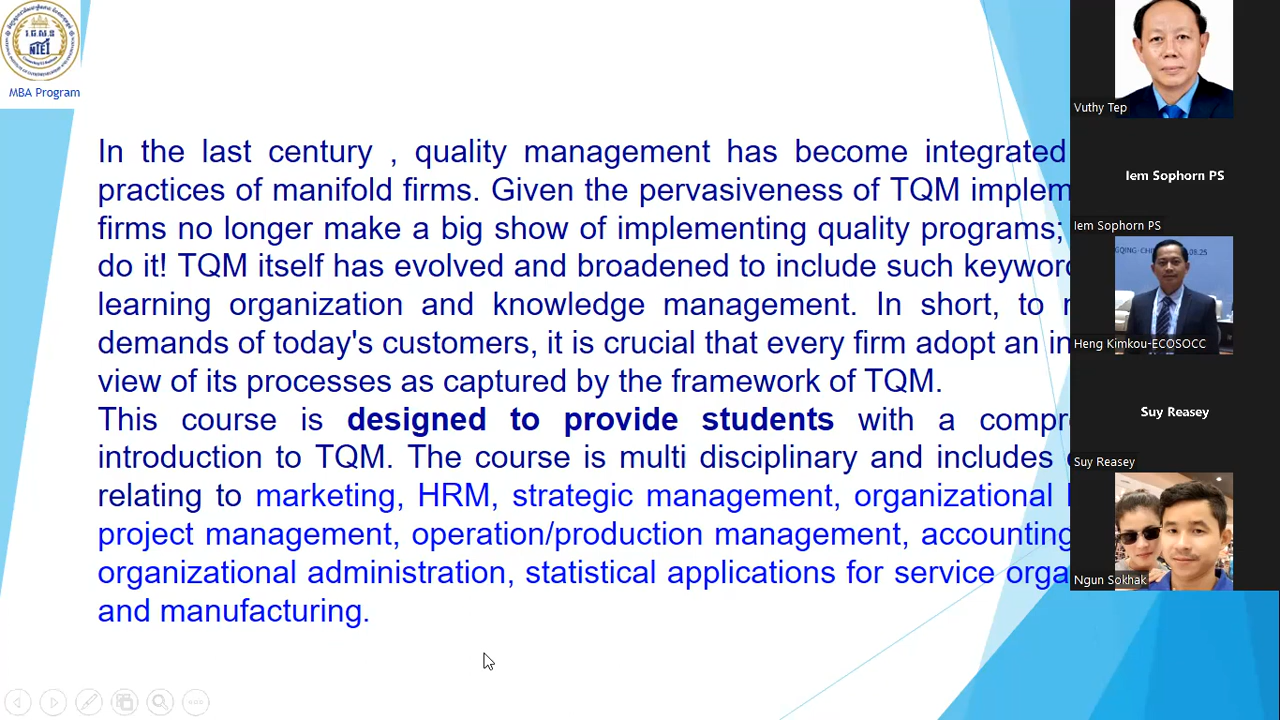 NIEI
MBA Program
In the last century , quality management has become integrated
practices of manifold firms. Given the pervasiveness of TQM
firms no longer make a big show of implementing quality programs;
do it! TQM itself has evolved and broadened to include such
learning organization and knowledge management. In short, to
demands of today's customers, it is crucial that every firm adopt an
view of its processes as captured by the framework of TQM.
This course is designed to provide students with a
introduction to TQM. The course is multi disciplinary and includes
relating to marketing, HRM, strategic management, organizational
project management, operation/production management, accounting
organizational administration, statistical applications for service
and manufacturing.
Vuthy Tep
Iem Sophorn PS
Iem Sophorn PS
Heng Kimkou-ECOSOCC
Suy Reasey
Suy Reasey
Ngun Sokhak